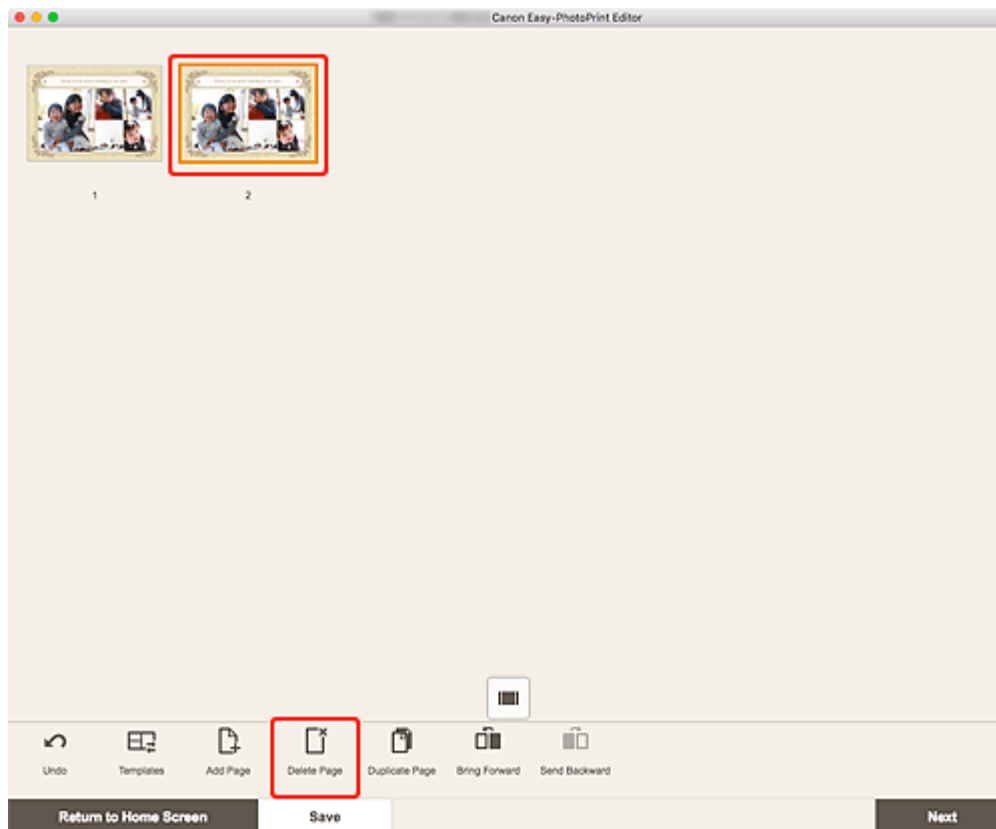 Canon Easy-PhotoPrint Editor
1
2
Undo
Templates
Add Page
Delete Page
Duplicate Page
Bring Forward
Send Backward
Return to Home Screen
Save
Next